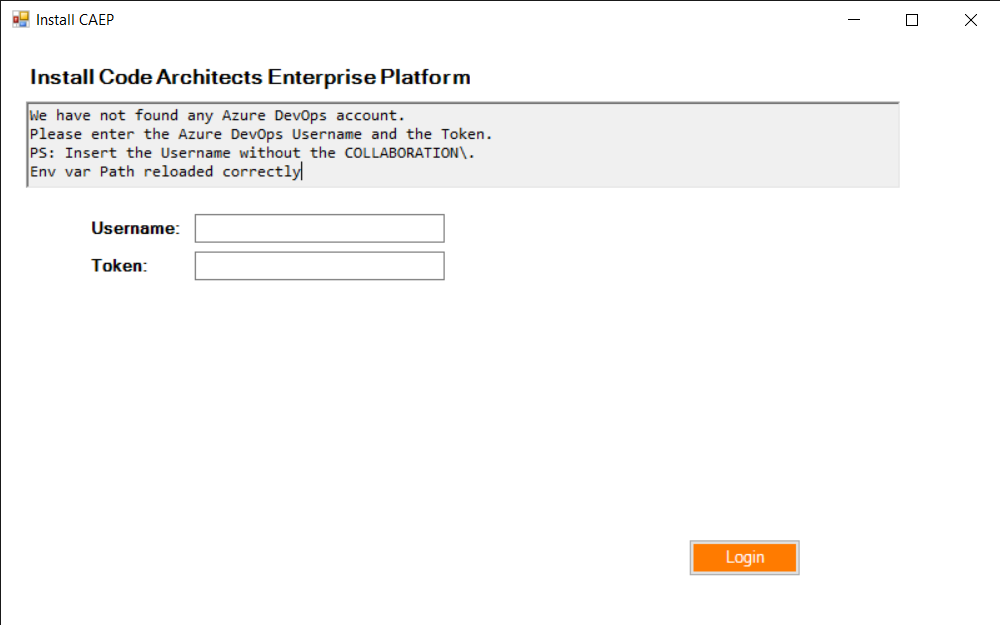 Install CAEP
Install Code Architects Enterprise Platform
We have not found any Azure DevOps account.
Please enter the Azure DevOps Username and the Token.
PS: Insert the Username without the COLLABORATION\.
Env var Path reloaded correctly
Username:
Token:
Login